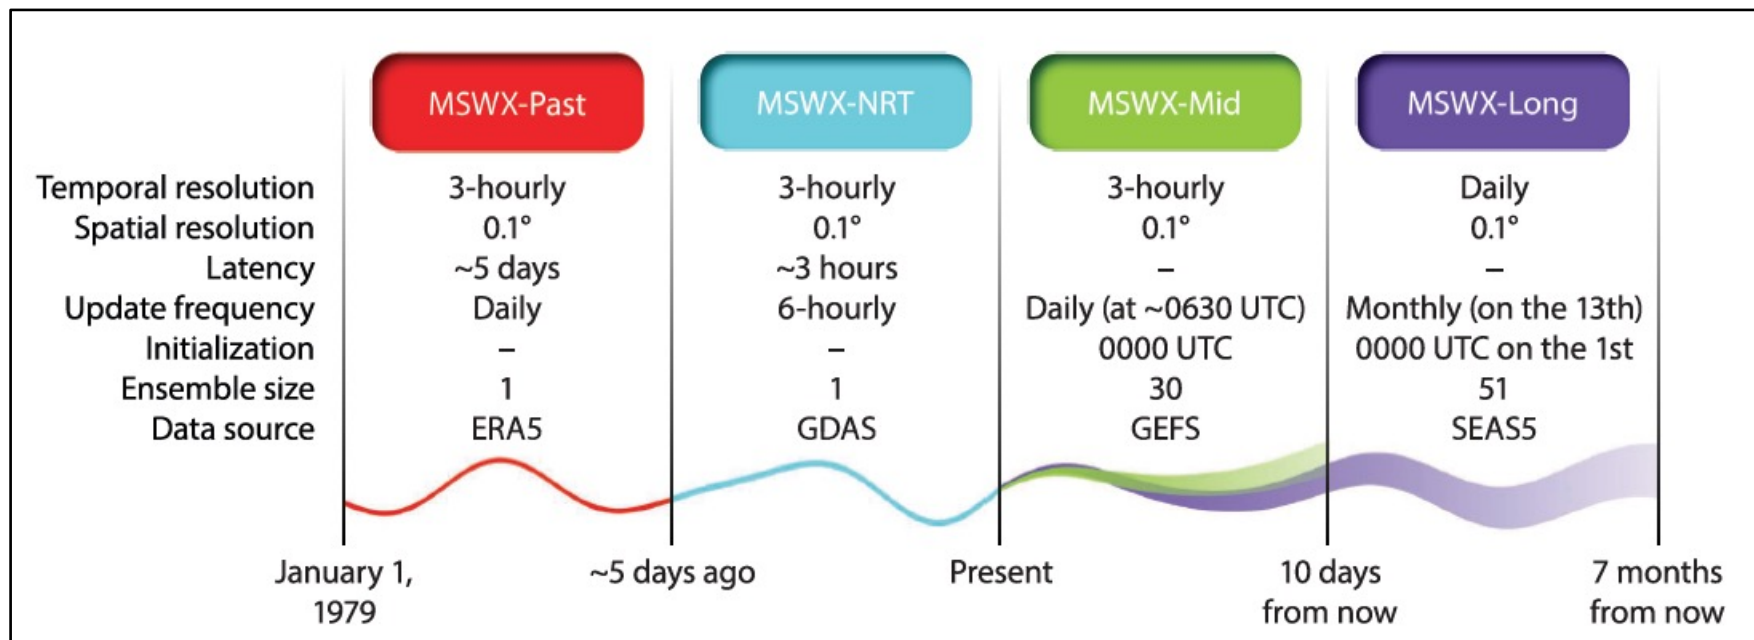 MSWX-Past MSWX-NRT MSWX-Mid MSWX-Long
Temporal resolution 3-hourly 3-hourly 3-hourly Daily
Spatial resolution 0.1° 0.1° 0.1° 0.1°
Latency ~5 days ~3 hours – –
Update frequency Daily 6-hourly Daily (at ~0630 UTC) Monthly (on the 13th)
Initialization – – 0000 UTC 0000 UTC on the 1st
Ensemble size 1 1 30 51
Data source ERA5 GDAS GEFS SEAS5
January 1, ~5 days ago Present 10 days 7 months
1979 from now from now